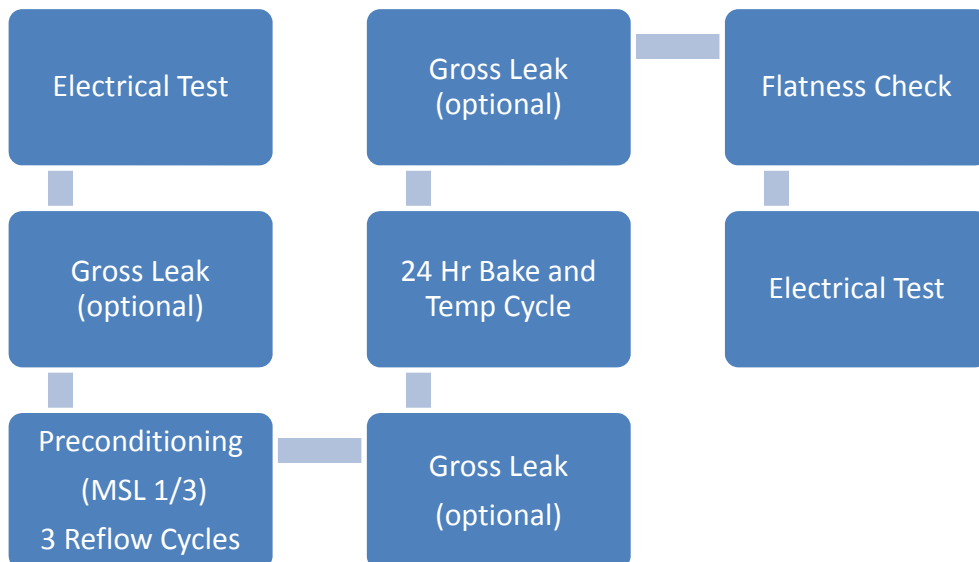 Electrical Test
Gross Leak
(optional)
Preconditioning
(MSL 1/3)
3 Reflow Cycles
Gross Leak
(optional)
24 Hr Bake and
Temp Cycle
Gross Leak
(optional)
Flatness Check
Electrical Test